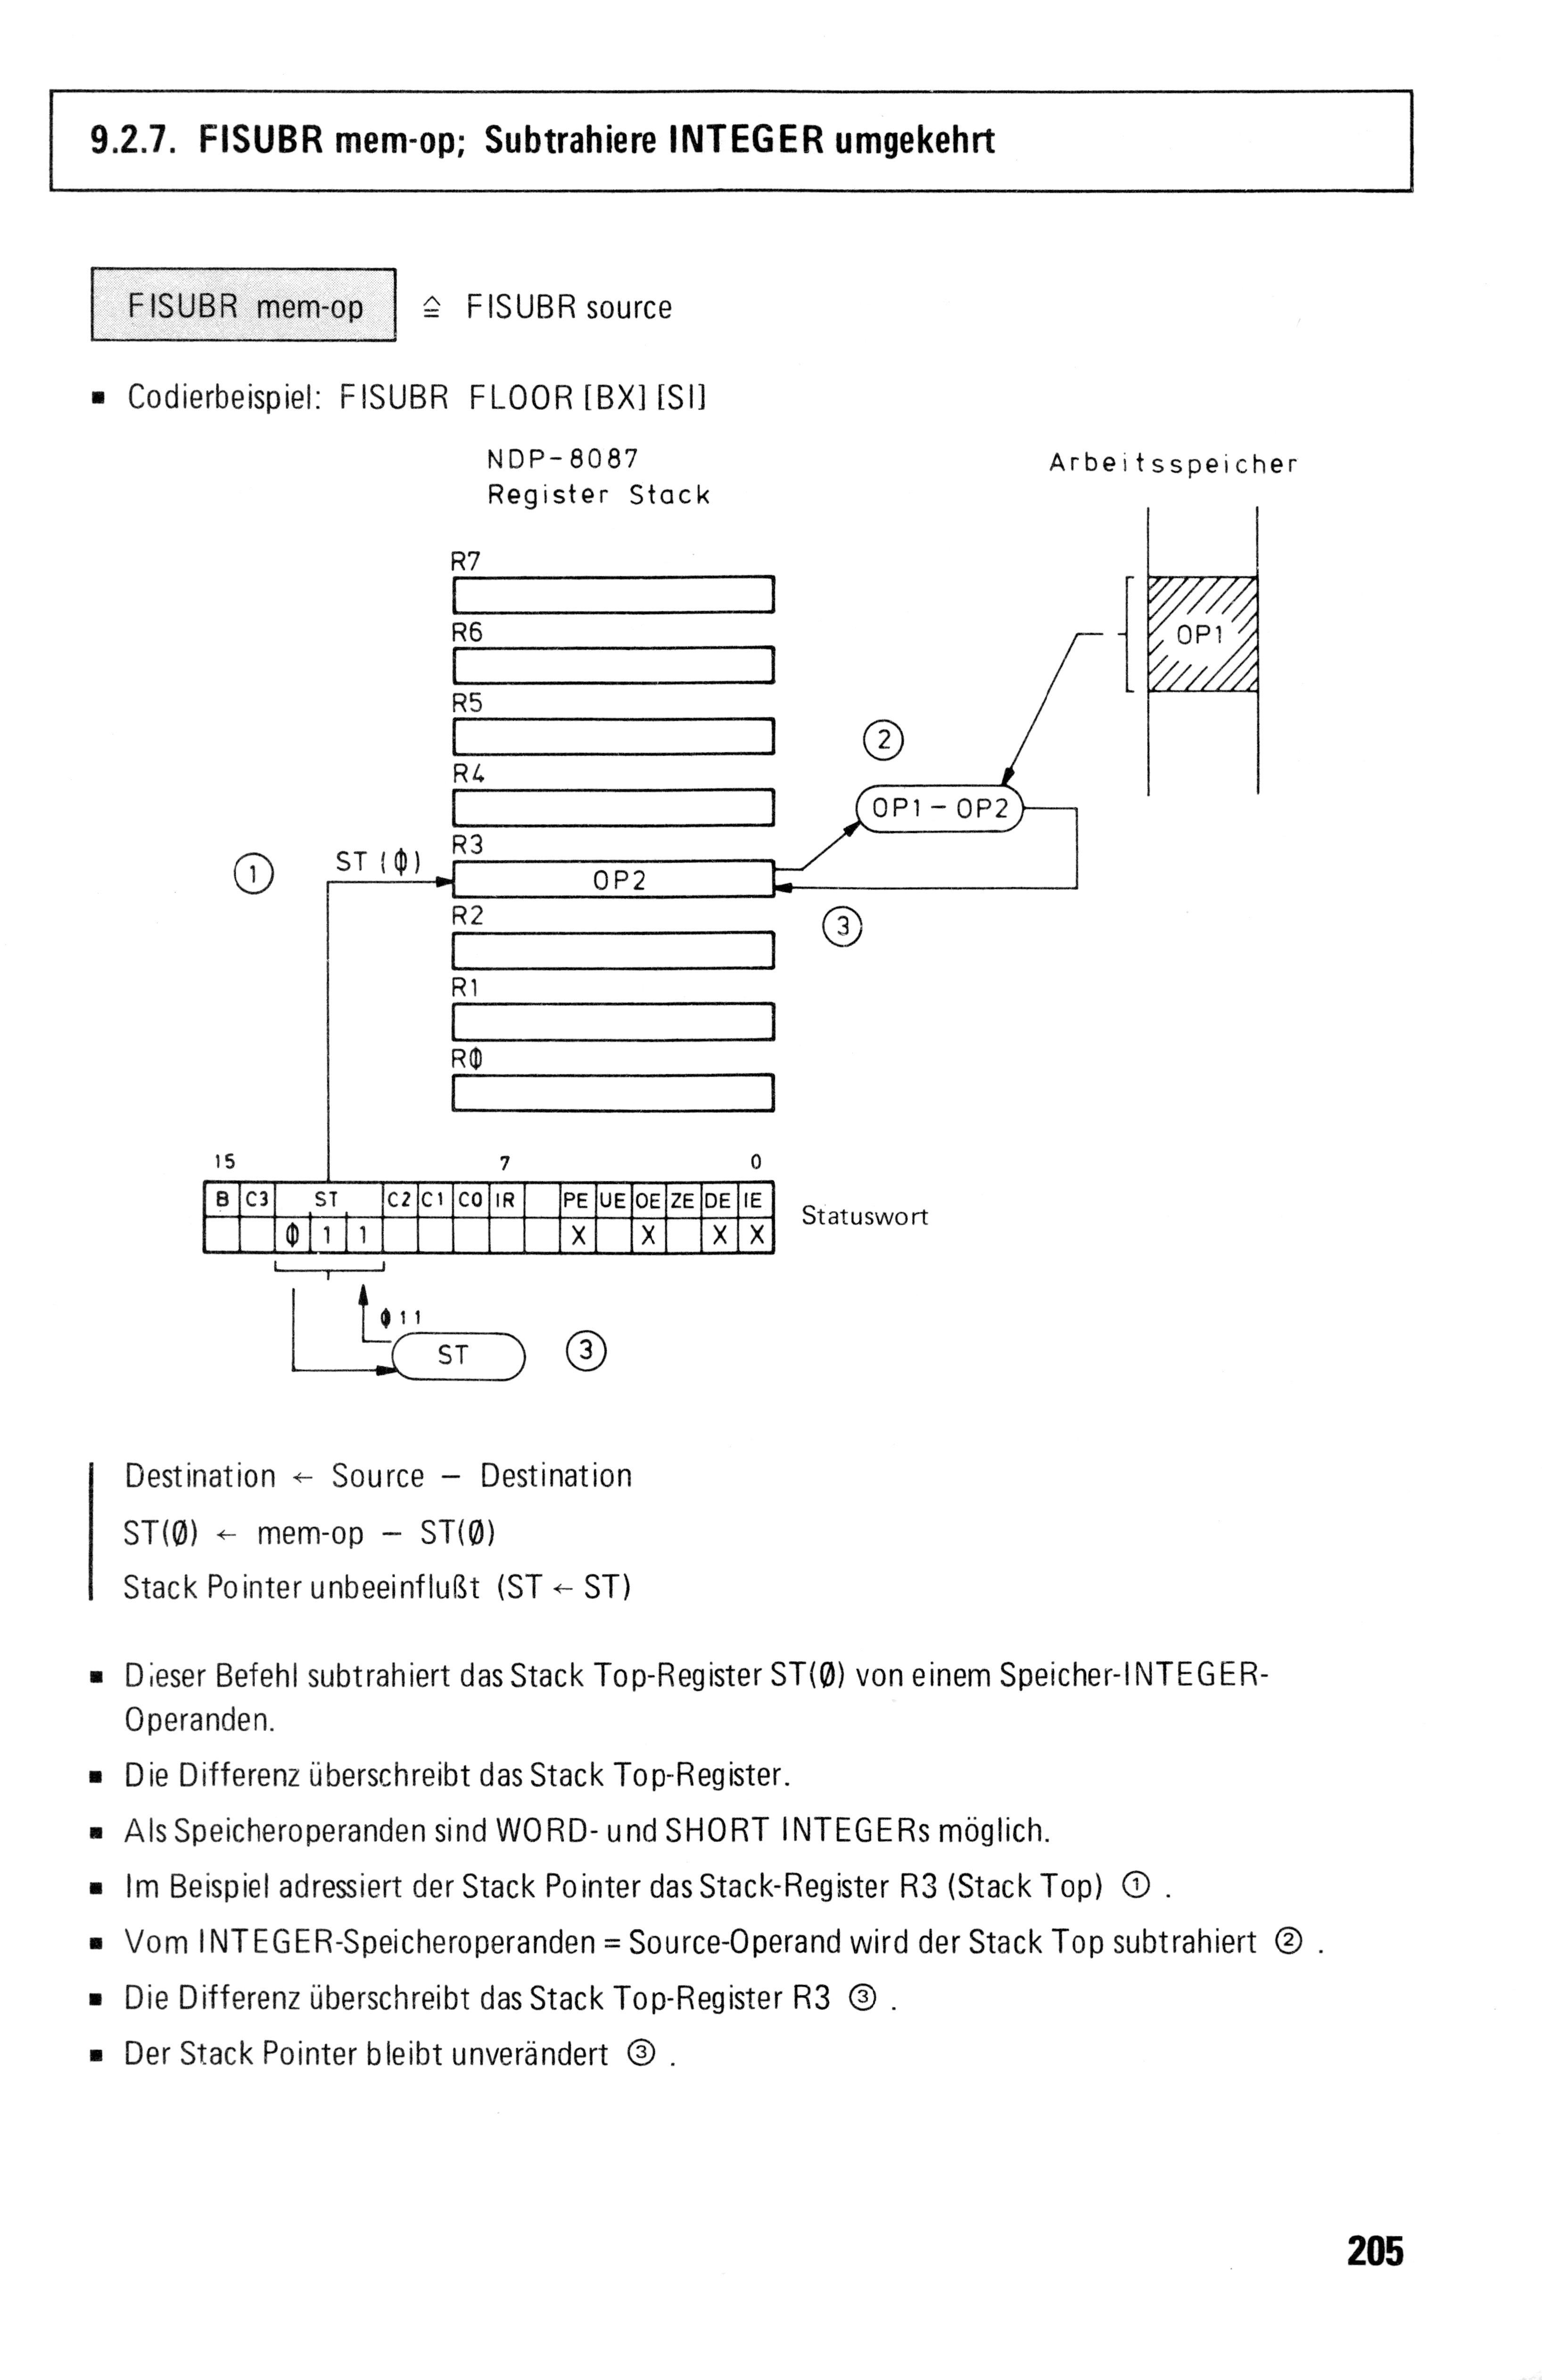 9.2.7. FISUBR mem-op; Subtrahiere INTEGER umgekehrt
FISUBR mem-op ≙ FISUBR source
▪ Codierbeispiel: FISUBR FLOOR [BX] [SI]
NDP-8087
Register Stack
Arbeitsspeicher
R7
R6
OP1
R5
②
R4
OP1 – OP2
R3
① ST (Ø)
OP2
R2
③
R1
RØ
15 7 0
B C3 ST C2 C1 C0 IR PE UE OE ZE DE IE
Statuswort
Ø 1 1 X X X X
Ø 1 1
ST ③
Destination ← Source – Destination
ST(Ø) ← mem-op – ST(Ø)
Stack Pointer unbeeinflußt (ST ← ST)
▪ Dieser Befehl subtrahiert das Stack Top-Register ST(Ø) von einem Speicher-INTEGER-
Operanden.
▪ Die Differenz überschreibt das Stack Top-Register.
▪ Als Speicheroperanden sind WORD- und SHORT INTEGERs möglich.
▪ Im Beispiel adressiert der Stack Pointer das Stack-Register R3 (Stack Top) ① .
▪ Vom INTEGER-Speicheroperanden = Source-Operand wird der Stack Top subtrahiert ② .
▪ Die Differenz überschreibt das Stack Top-Register R3 ③ .
▪ Der Stack Pointer bleibt unverändert ③ .
205